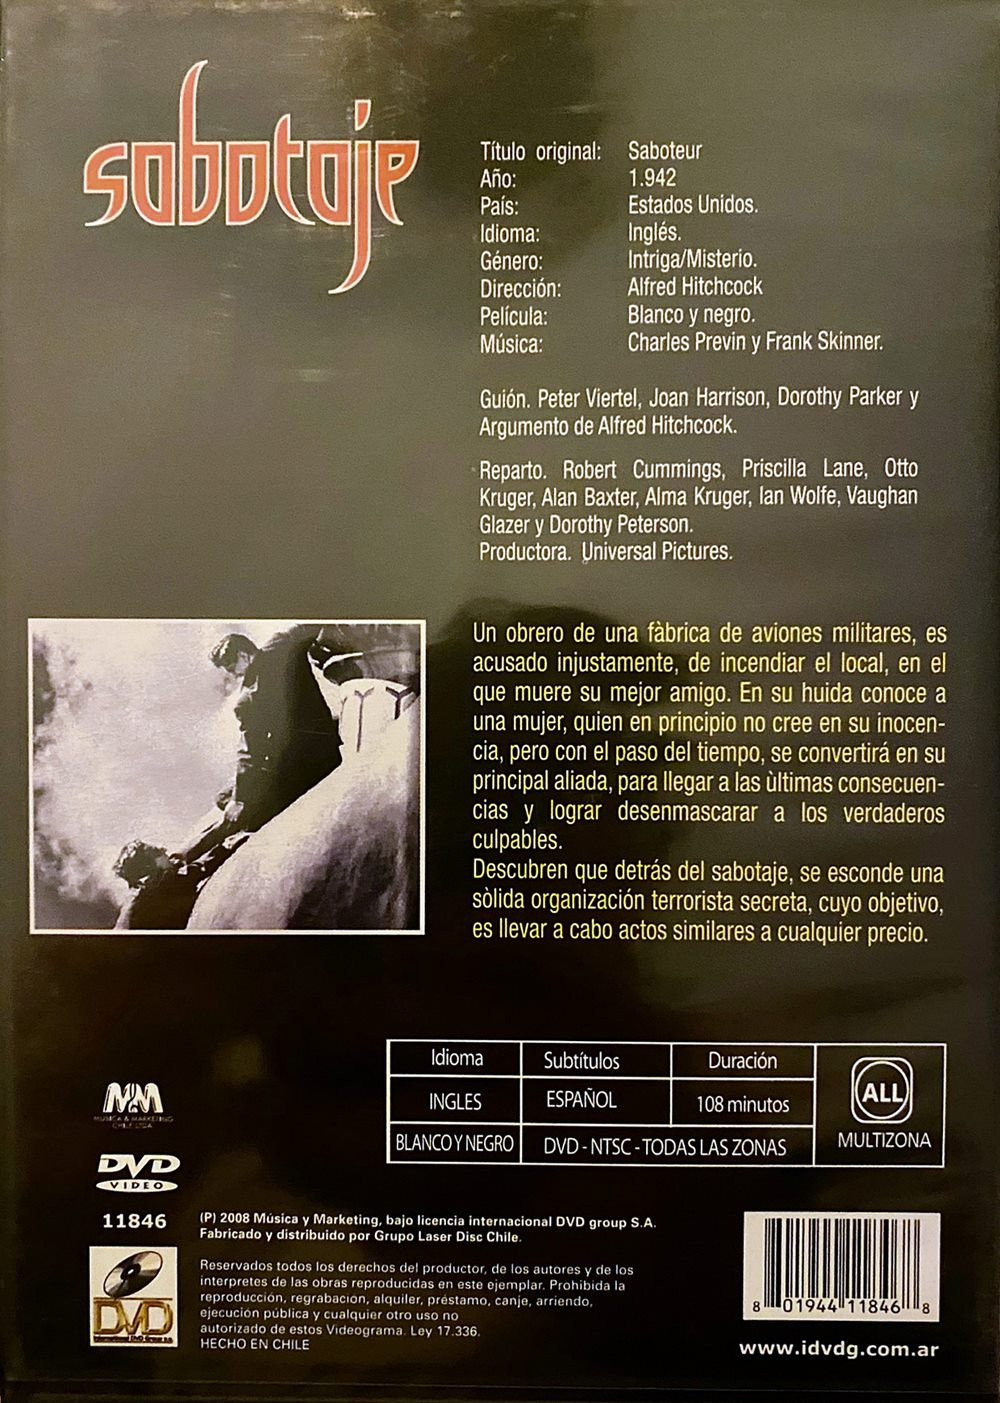 sabotaje
Título original: Saboteur
Año: 1.942
País: Estados Unidos.
Idioma: Inglés.
Género: Intriga/Misterio.
Dirección: Alfred Hitchcock
Película: Blanco y negro.
Música: Charles Previn y Frank Skinner.
Guión. Peter Viertel, Joan Harrison, Dorothy Parker y
Argumento de Alfred Hitchcock.
Reparto. Robert Cummings, Priscilla Lane, Otto
Kruger, Alan Baxter, Alma Kruger, Ian Wolfe, Vaughan
Glazer y Dorothy Peterson.
Productora. Universal Pictures.
Un obrero de una fàbrica de aviones militares, es
acusado injustamente, de incendiar el local, en el
que muere su mejor amigo. En su huida conoce a
una mujer, quien en principio no cree en su inocen-
cia, pero con el paso del tiempo, se convertirá en su
principal aliada, para llegar a las ùltimas consecuen-
cias y lograr desenmascarar a los verdaderos
culpables.
Descubren que detrás del sabotaje, se esconde una
sòlida organización terrorista secreta, cuyo objetivo,
es llevar a cabo actos similares a cualquier precio.
Idioma Subtítulos Duración
INGLES ESPAÑOL 108 minutos
BLANCO Y NEGRO DVD - NTSC - TODAS LAS ZONAS
ALL
MULTIZONA
M&M
MUSICA & MARKETING
CHILE LTDA
DVD
VIDEO
11846
DVD
(P) 2008 Música y Marketing, bajo licencia internacional DVD group S.A.
Fabricado y distribuido por Grupo Laser Disc Chile.
Reservados todos los derechos del productor, de los autores y de los
interpretes de las obras reproducidas en este ejemplar. Prohibida la
reproducción, regrabacion, alquiler, préstamo, canje, arriendo,
ejecución pública y cualquier otro uso no
autorizado de estos Videograma. Ley 17.336.
HECHO EN CHILE
8 01944 11846 8
www.idvdg.com.ar